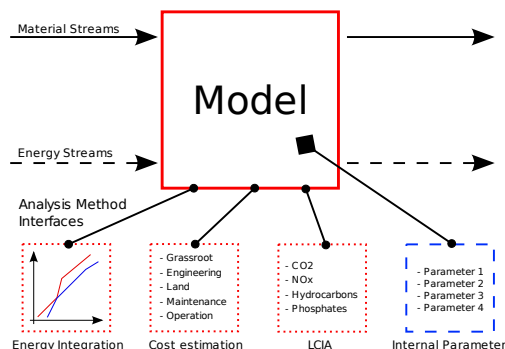 Material Streams
Model
Energy Streams
Analysis Method
Interfaces
- Grassroot
- Engineering
- Land
- Maintenance
- Operation
- CO2
- NOx
- Hydrocarbons
- Phosphates
- Parameter 1
- Parameter 2
- Parameter 3
- Parameter 4
Energy Integration
Cost estimation
LCIA
Internal Parameter